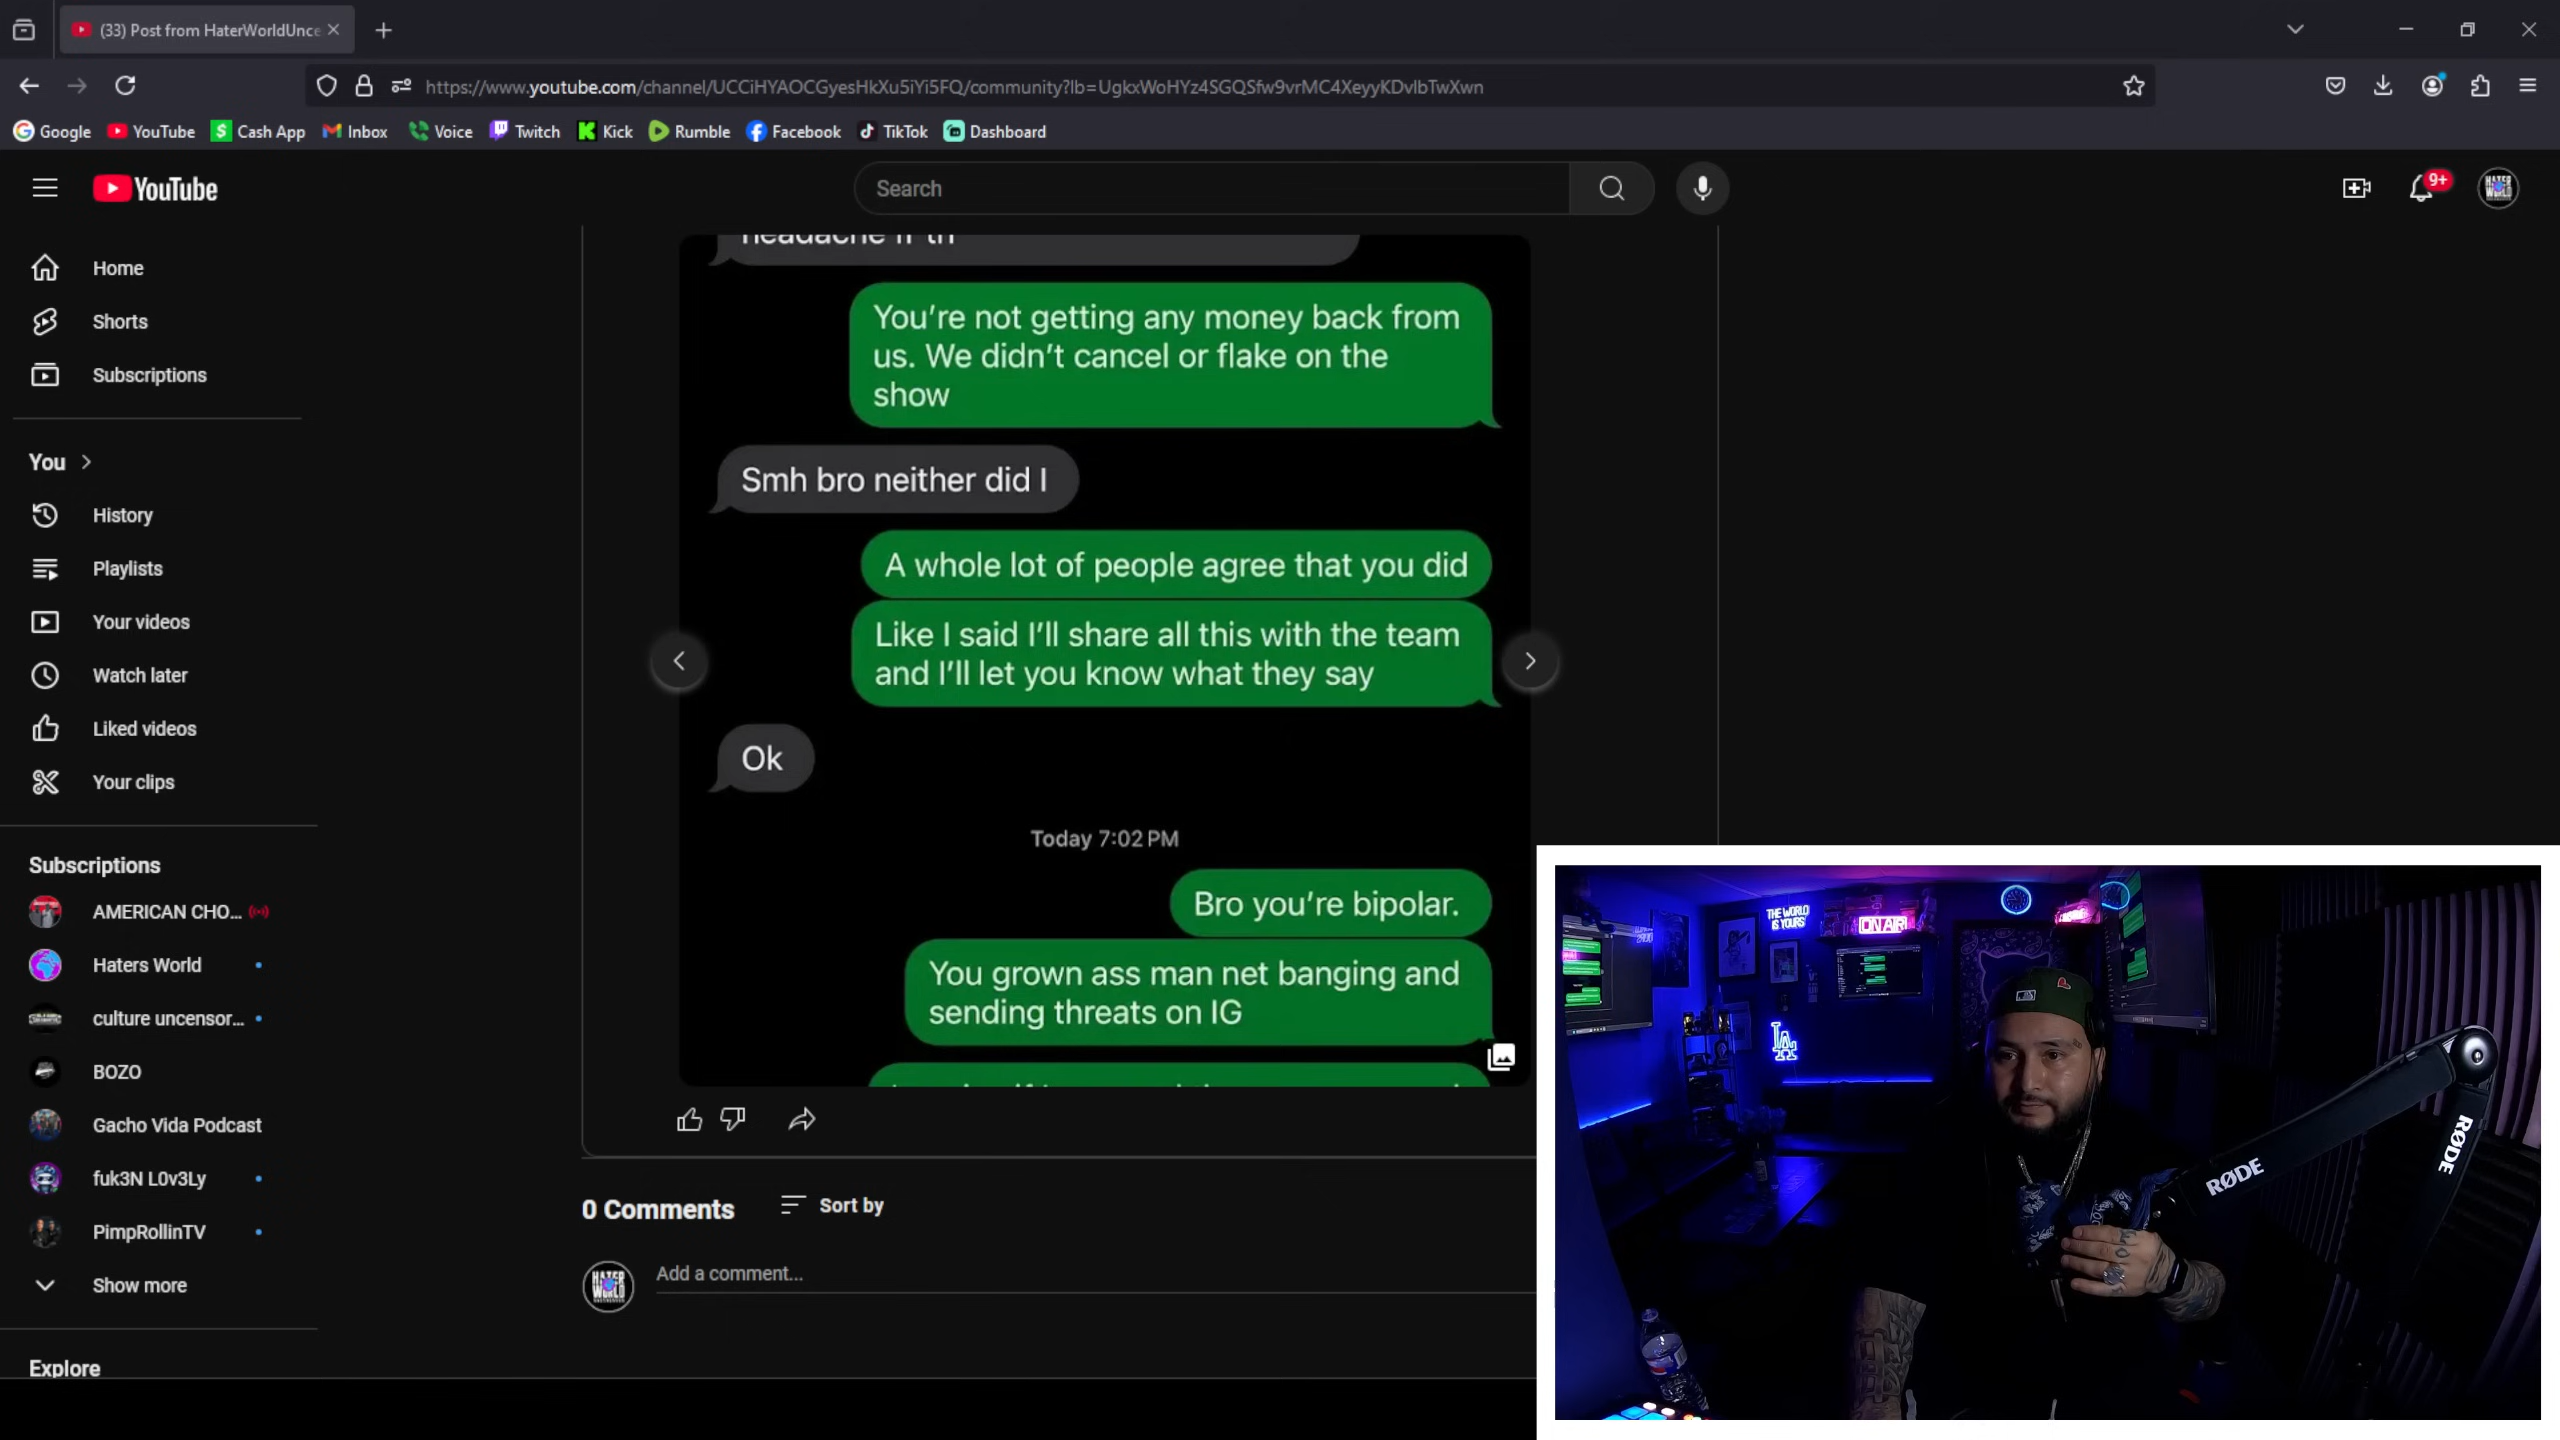 (33) Post from HaterWorldUnce
https://www.youtube.com/channel/UCCiHYAOCGyesHkXu5iYi5FQ/community?lb=UgkxWoHYz4SGQSfw9vrMC4XeyyKDvlbTwXwn
Google YouTube Cash App Inbox Voice Twitch Kick Rumble Facebook TikTok Dashboard
YouTube
Search
9+
Home
Shorts
Subscriptions
You
History
Playlists
Your videos
Watch later
Liked videos
Your clips
Subscriptions
AMERICAN CHO...
Haters World
culture uncensor...
BOZO
Gacho Vida Podcast
fuk3N L0v3Ly
PimpRollinTV
Show more
Explore
You're not getting any money back from
us. We didn't cancel or flake on the
show
Smh bro neither did I
A whole lot of people agree that you did
Like I said I'll share all this with the team
and I'll let you know what they say
Ok
Today 7:02 PM
Bro you're bipolar.
You grown ass man net banging and
sending threats on IG
0 Comments
Sort by
HATER
WORLD
Add a comment...
THE WORLD
IS YOURS
ON AIR
LA
RØDE
RØDE